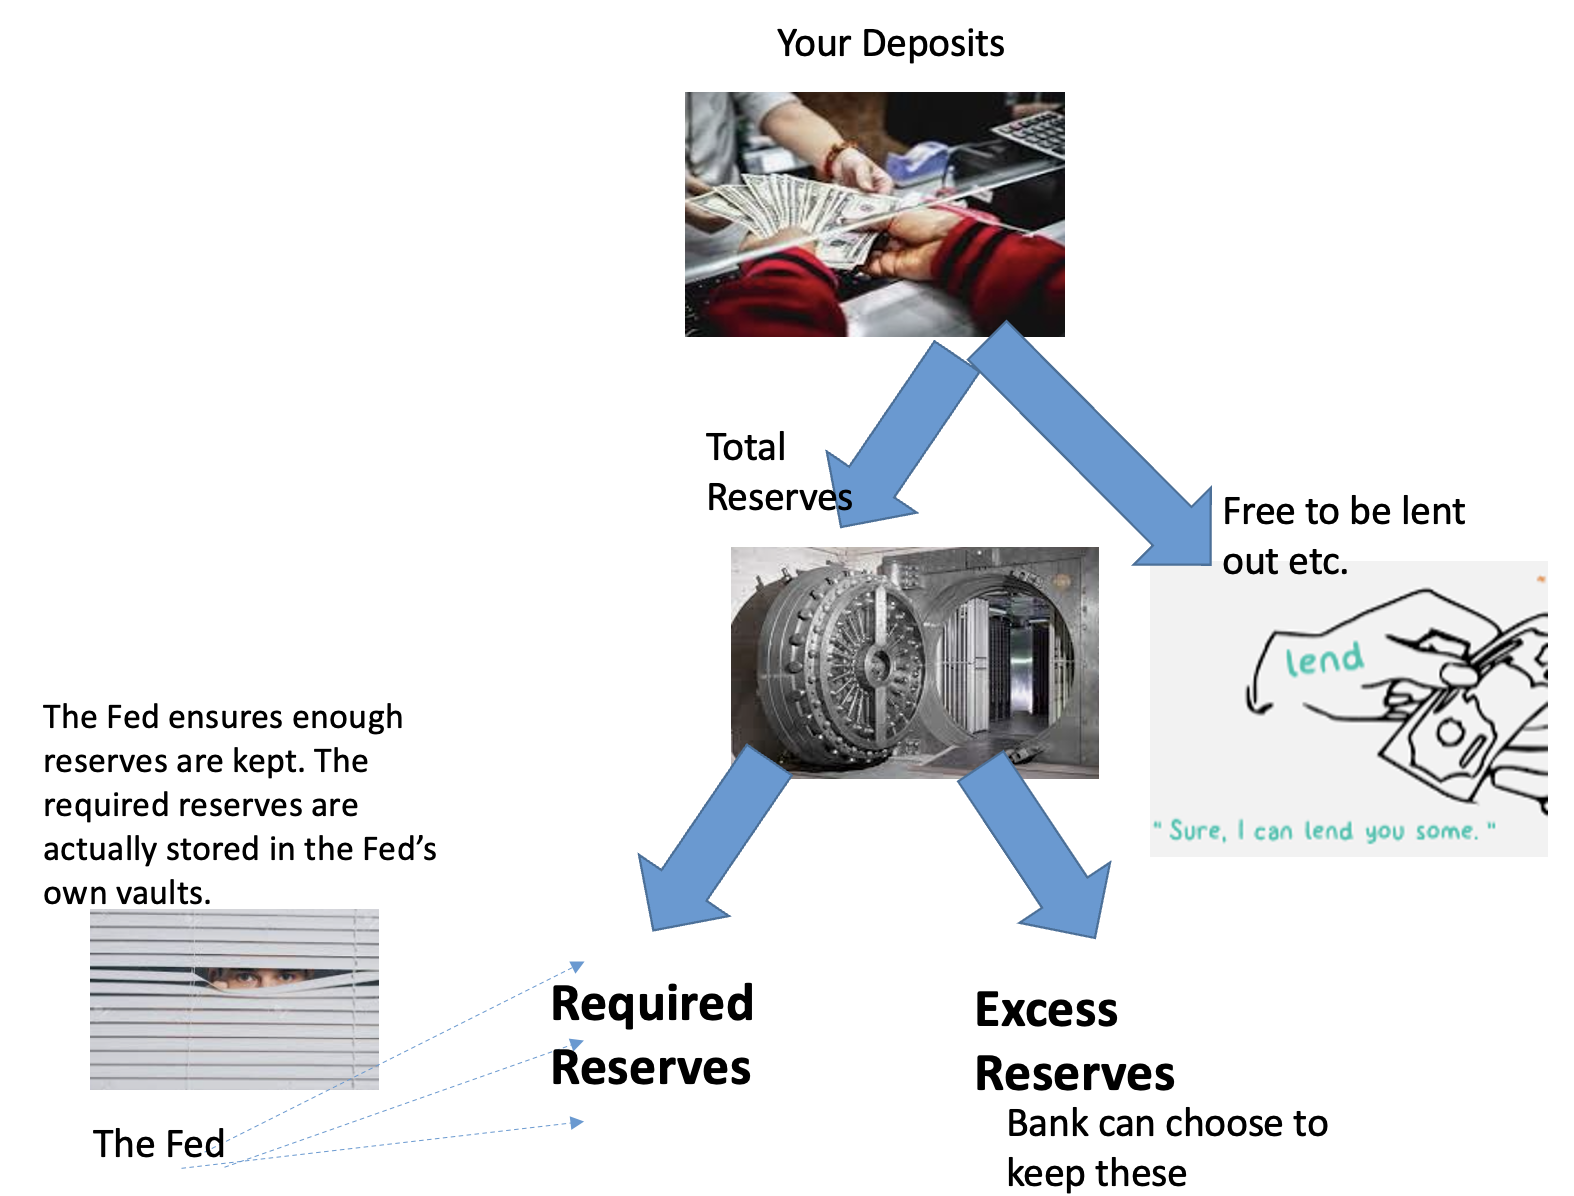 Your Deposits
Total
Reserves
Free to be lent
out etc.
lend
" Sure, I can lend you some. "
The Fed ensures enough
reserves are kept. The
required reserves are
actually stored in the Fed’s
own vaults.
The Fed
Required
Reserves
Excess
Reserves
Bank can choose to
keep these